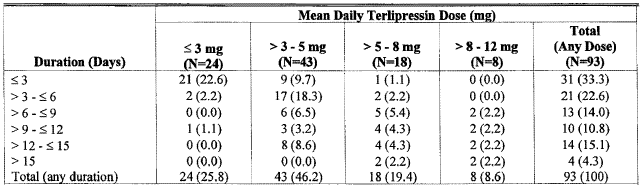 Mean Daily Terlipressin Dose (mg)
Duration (Days) ≤ 3 mg (N=24) > 3 - 5 mg (N=43) > 5 - 8 mg (N=18) > 8 - 12 mg (N=8) Total (Any Dose) (N=93)
≤ 3 21 (22.6) 9 (9.7) 1 (1.1) 0 (0.0) 31 (33.3)
> 3 - ≤ 6 2 (2.2) 17 (18.3) 2 (2.2) 0 (0.0) 21 (22.6)
> 6 - ≤ 9 0 (0.0) 6 (6.5) 5 (5.4) 2 (2.2) 13 (14.0)
> 9 - ≤ 12 1 (1.1) 3 (3.2) 4 (4.3) 2 (2.2) 10 (10.8)
> 12 - ≤ 15 0 (0.0) 8 (8.6) 4 (4.3) 2 (2.2) 14 (15.1)
> 15 0 (0.0) 0 (0.0) 2 (2.2) 2 (2.2) 4 (4.3)
Total (any duration) 24 (25.8) 43 (46.2) 18 (19.4) 8 (8.6) 93 (100)